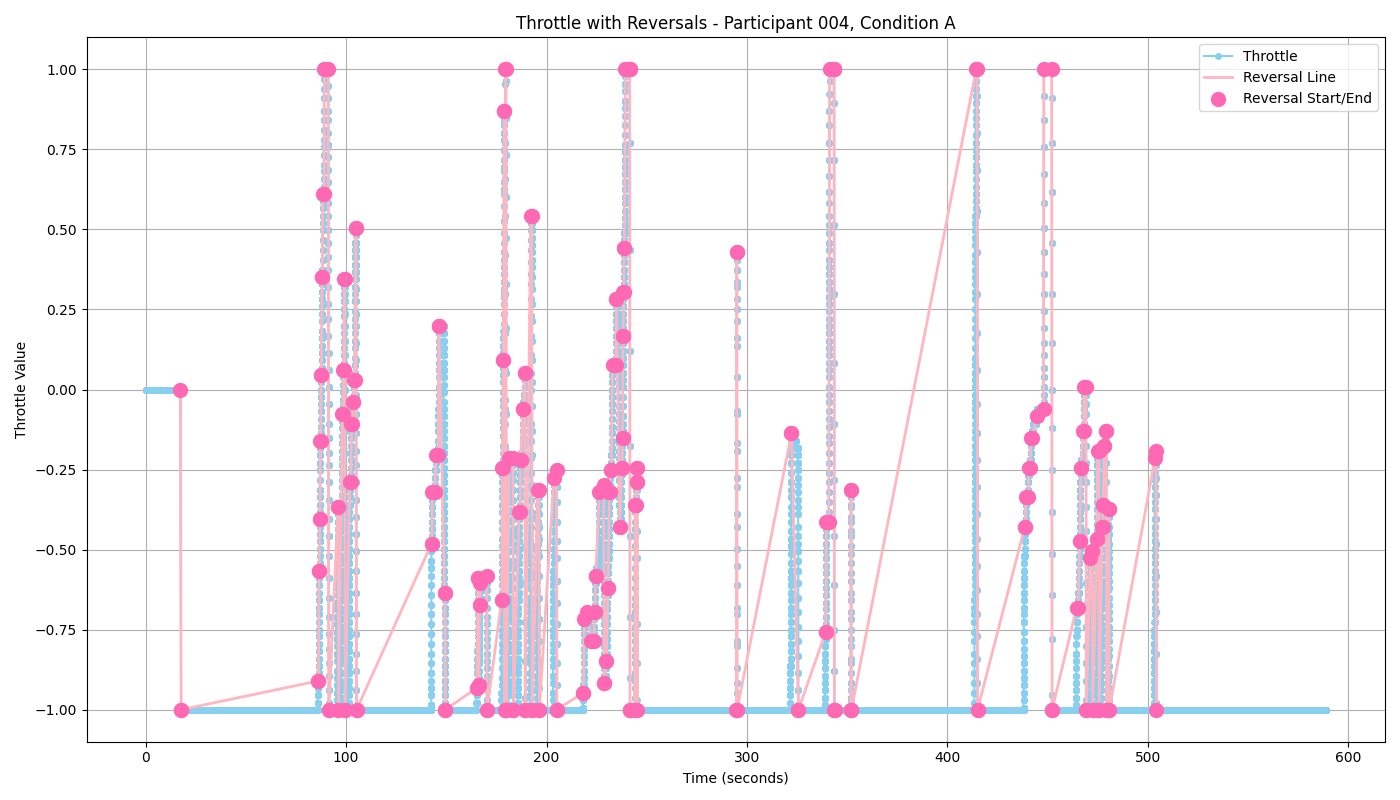 Throttle with Reversals - Participant 004, Condition A
Throttle
Reversal Line
Reversal Start/End
Throttle Value
1.00
0.75
0.50
0.25
0.00
−0.25
−0.50
−0.75
−1.00
0 100 200 300 400 500 600
Time (seconds)